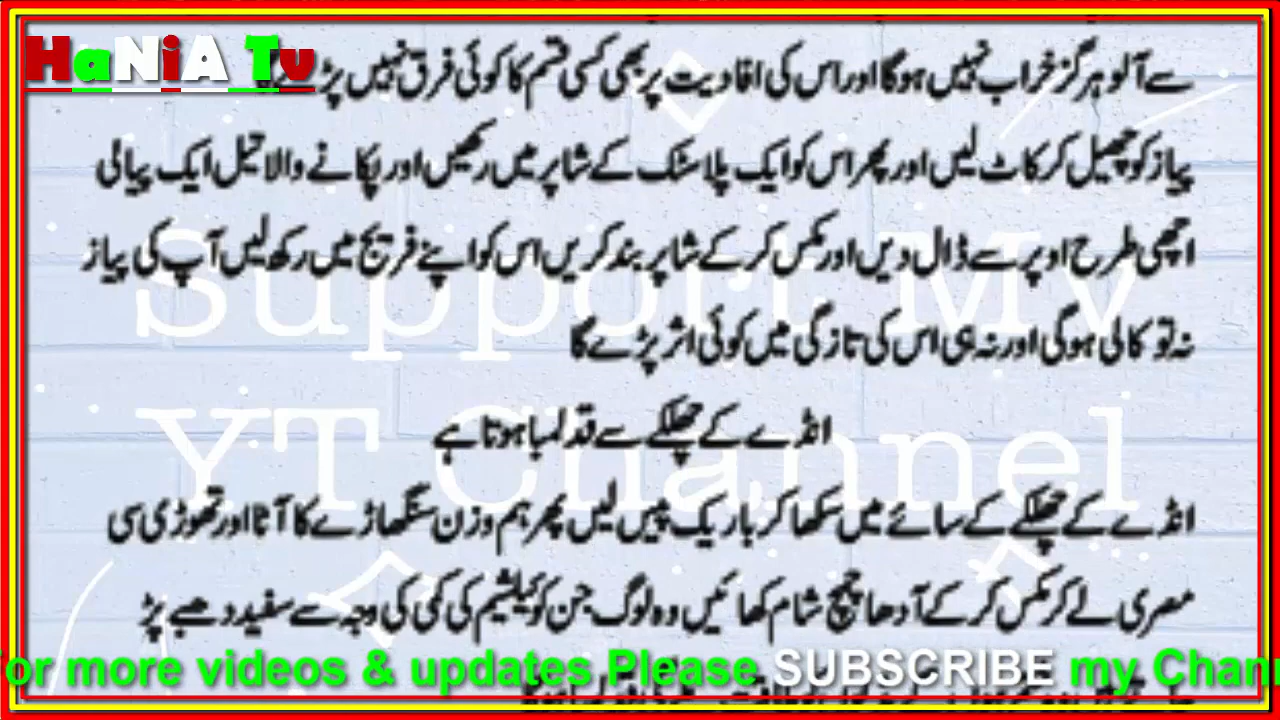 HaNiA Tv
سے آلو ہرگز خراب نہیں ہوگا اور اس کی افادیت پر بھی کسی قسم کا کوئی فرق نہیں پڑے
پیاز کو چھیل کر کاٹ لیں اور پھر اس کو ایک پلاسٹک کے شاپر میں رکھیں اور پکانے والا تیل ایک پیالی
اچھی طرح اوپر سے ڈال دیں اور مکس کر کے شاپر بند کریں اس کو اپنے فریج میں رکھ لیں آپ کی پیاز
نہ تو کالی ہوگی اور نہ ہی اس کی تازگی میں کوئی اثر پڑے گا
انڈے کے چھلکے سے قد لمبا ہوتا ہے
انڈے کے چھلکے کے سائے میں سکھا کر باریک پیس لیں پھر ہم وزن سنگھاڑے کا آٹا اور تھوڑی سی
مصری لے کر مکس کر کے آدھا چمچ شام کھائیں وہ لوگ جن کو کیلشیم کی کمی کی وجہ سے سفید دھبے پڑ
Support My
YT Channel
or more videos & updates Please SUBSCRIBE my Chann